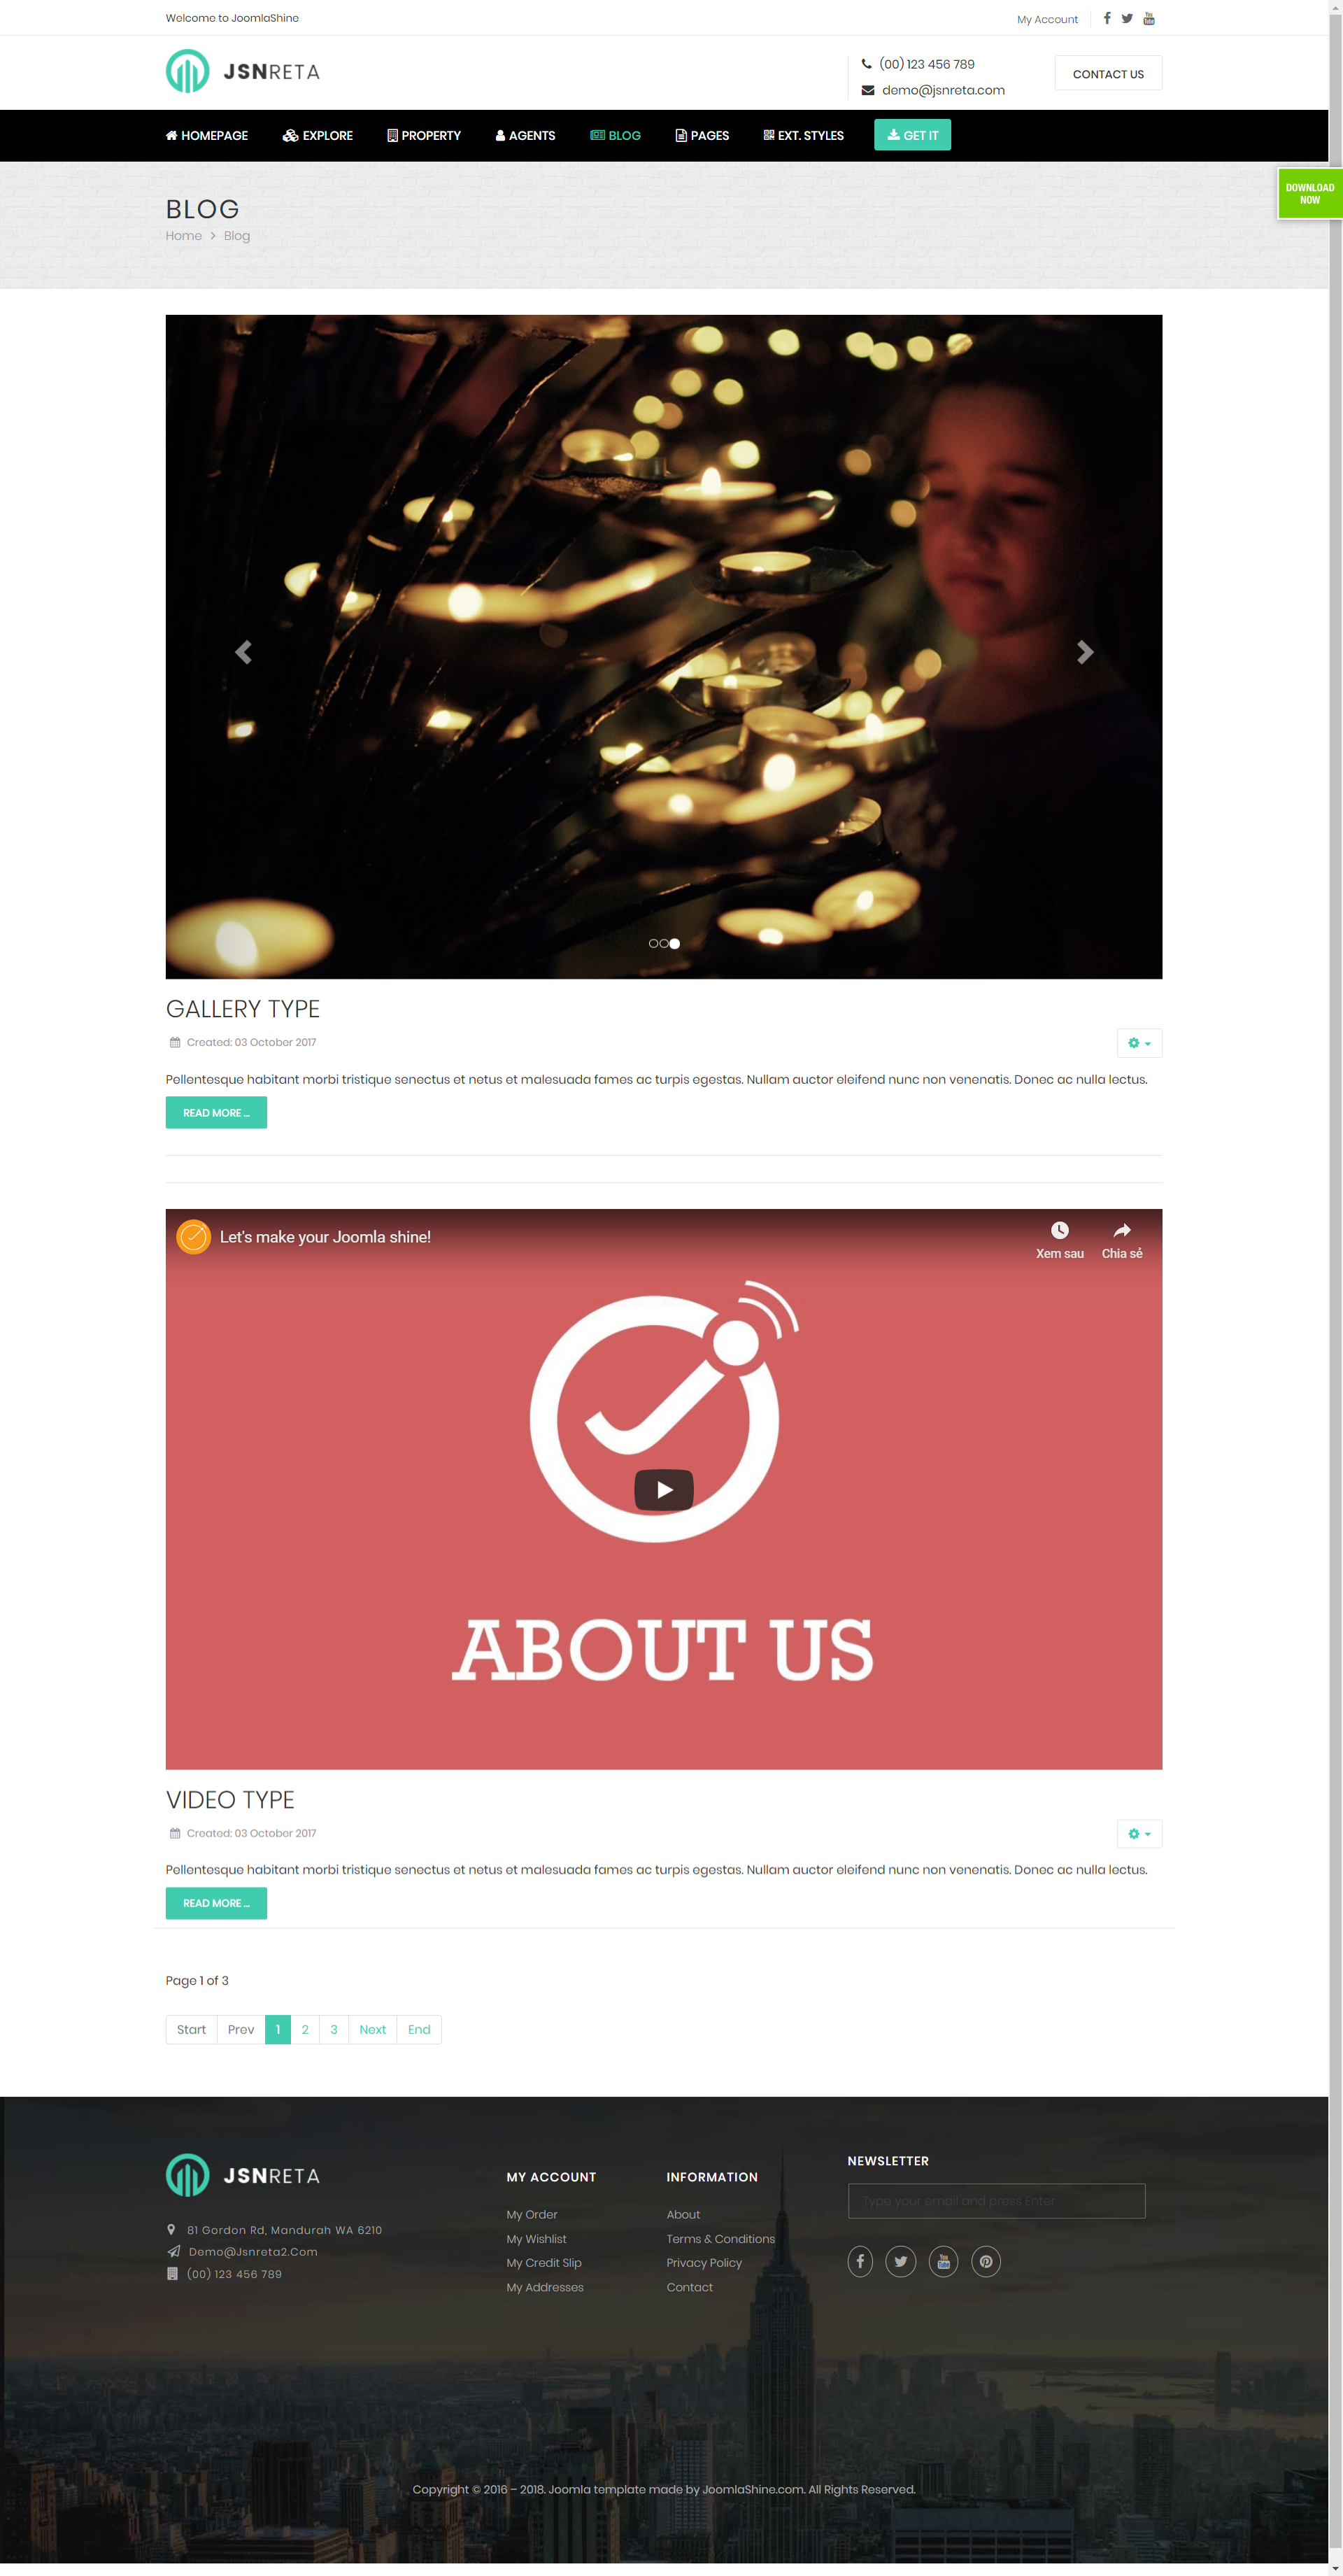 Welcome to JoomlaShine
My Account
JSNRETA
(00) 123 456 789
demo@jsnreta.com
CONTACT US
HOMEPAGE
EXPLORE
PROPERTY
AGENTS
BLOG
PAGES
EXT. STYLES
GET IT
DOWNLOAD
NOW
BLOG
Home > Blog
GALLERY TYPE
Created: 03 October 2017
Pellentesque habitant morbi tristique senectus et netus et malesuada fames ac turpis egestas. Nullam auctor eleifend nunc non venenatis. Donec ac nulla lectus.
READ MORE ...
Let's make your Joomla shine!
Xem sau
Chia sẻ
ABOUT US
VIDEO TYPE
Created: 03 October 2017
Pellentesque habitant morbi tristique senectus et netus et malesuada fames ac turpis egestas. Nullam auctor eleifend nunc non venenatis. Donec ac nulla lectus.
READ MORE ...
Page 1 of 3
Start Prev 1 2 3 Next End
JSNRETA
81 Gordon Rd, Mandurah WA 6210
Demo@Jsnreta2.Com
(00) 123 456 789
MY ACCOUNT
My Order
My Wishlist
My Credit Slip
My Addresses
INFORMATION
About
Terms & Conditions
Privacy Policy
Contact
NEWSLETTER
Type your email and press Enter
Copyright © 2016 – 2018. Joomla template made by JoomlaShine.com. All Rights Reserved.